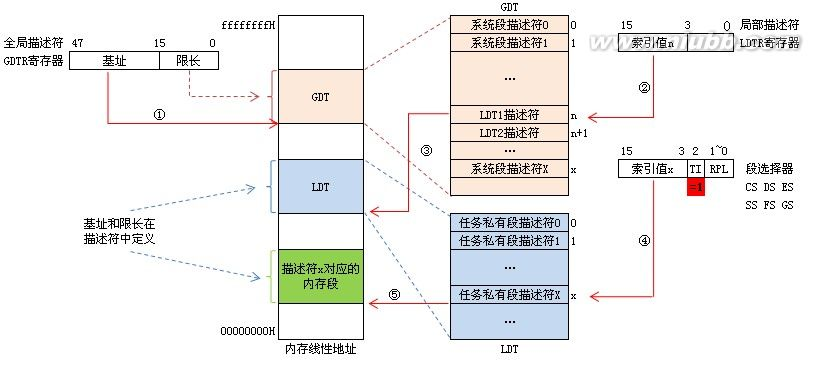 全局描述符
GDTR寄存器
47 15 0
基址 限长
ffffffffH
GDT
LDT
描述符x对应的
内存段
00000000H
内存线性地址
基址和限长在
描述符中定义
①
②
③
④
⑤
GDT
系统段描述符0 0
系统段描述符1 1
...
LDT1描述符 n
LDT2描述符 n+1
...
系统段描述符X x
任务私有段描述符0 0
任务私有段描述符1 1
...
任务私有段描述符X x
...
LDT
15 3 0
索引值n
局部描述符
LDTR寄存器
15 3 2 1~0
索引值x TI RPL
=1
段选择器
CS DS ES
SS FS GS